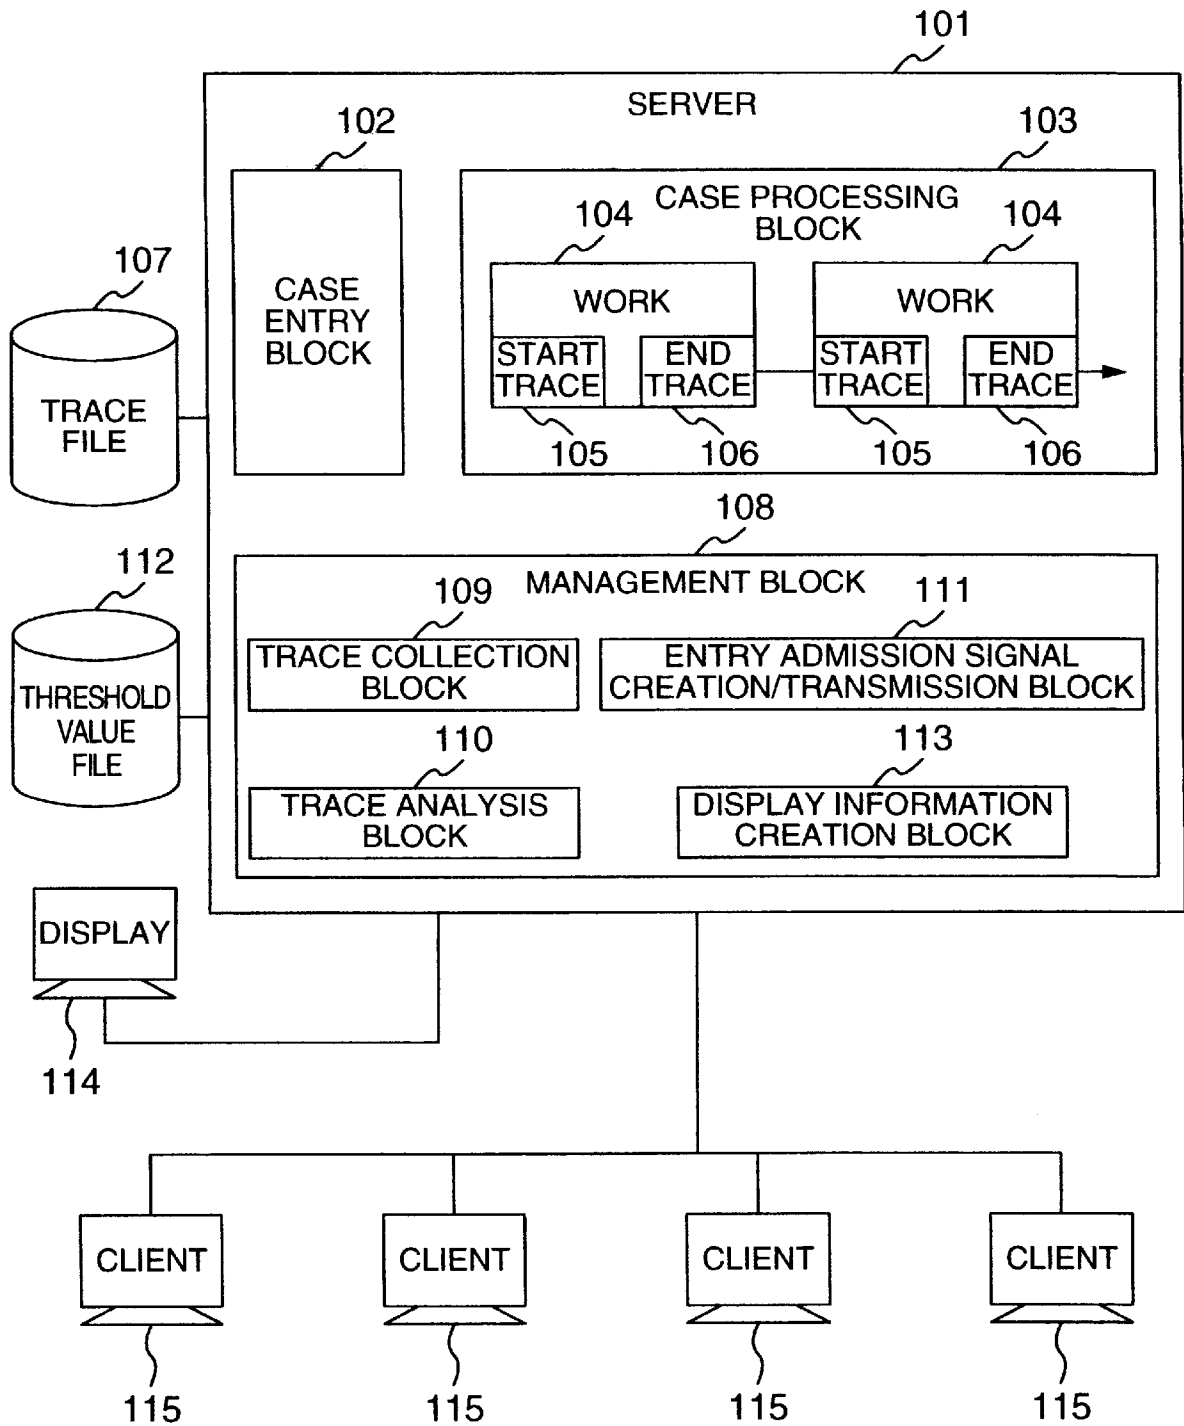 101
SERVER
102
103
CASE
ENTRY
BLOCK
CASE PROCESSING
BLOCK
104
104
WORK
WORK
START
TRACE
END
TRACE
START
TRACE
END
TRACE
105
106
105
106
107
TRACE
FILE
108
MANAGEMENT BLOCK
112
THRESHOLD
VALUE
FILE
109
TRACE COLLECTION
BLOCK
111
ENTRY ADMISSION SIGNAL
CREATION/TRANSMISSION BLOCK
110
TRACE ANALYSIS
BLOCK
113
DISPLAY INFORMATION
CREATION BLOCK
DISPLAY
114
CLIENT
CLIENT
CLIENT
CLIENT
115
115
115
115